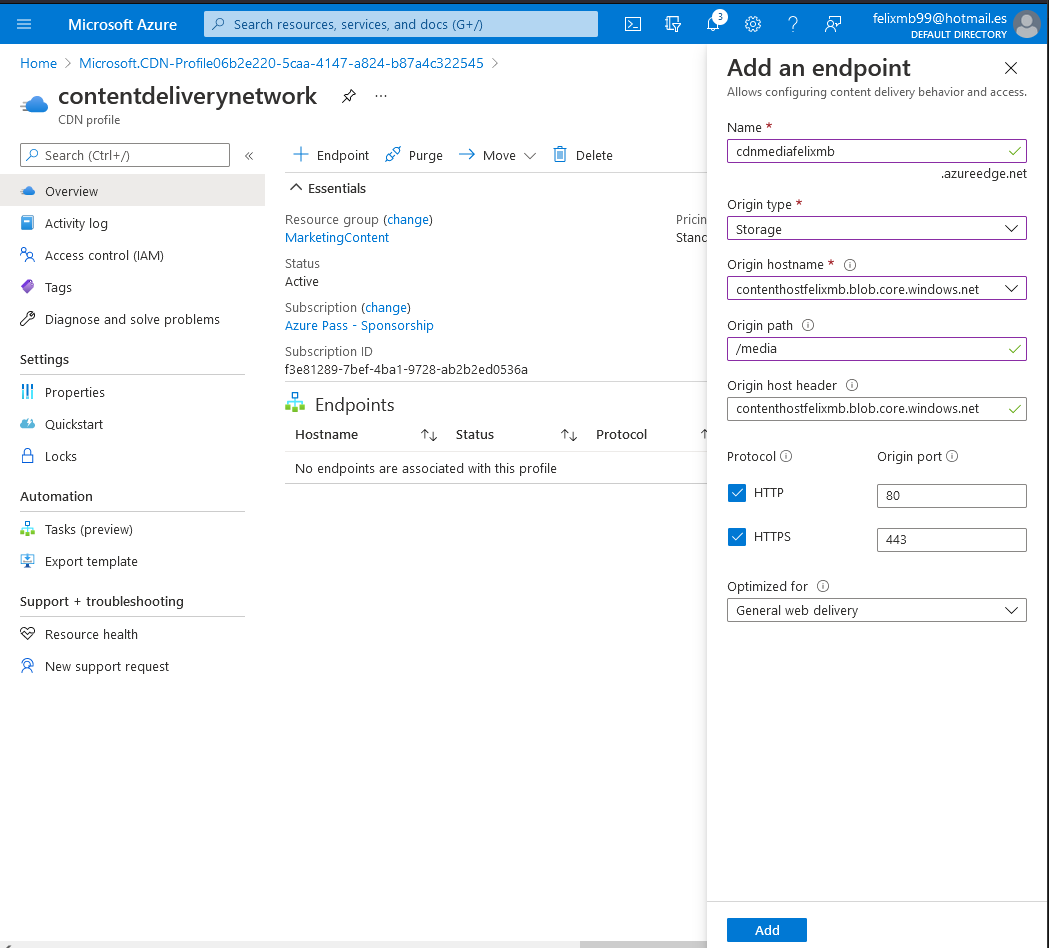 Microsoft Azure
Search resources, services, and docs (G+/)
3
felixmb99@hotmail.es
DEFAULT DIRECTORY
Home > Microsoft.CDN-Profile06b2e220-5caa-4147-a824-b87a4c322545 >
contentdeliverynetwork
CDN profile
Search (Ctrl+/)
Overview
Activity log
Access control (IAM)
Tags
Diagnose and solve problems
Settings
Properties
Quickstart
Locks
Automation
Tasks (preview)
Export template
Support + troubleshooting
Resource health
New support request
Endpoint Purge Move Delete
Essentials
Resource group (change)
MarketingContent
Status
Active
Subscription (change)
Azure Pass - Sponsorship
Subscription ID
f3e81289-7bef-4ba1-9728-ab2b2ed0536a
Pricin
Stand
Endpoints
Hostname Status Protocol
No endpoints are associated with this profile
Add an endpoint
Allows configuring content delivery behavior and access.
Name *
cdnmediafelixmb
.azureedge.net
Origin type *
Storage
Origin hostname *
contenthostfelixmb.blob.core.windows.net
Origin path
/media
Origin host header
contenthostfelixmb.blob.core.windows.net
Protocol Origin port
HTTP 80
HTTPS 443
Optimized for
General web delivery
Add